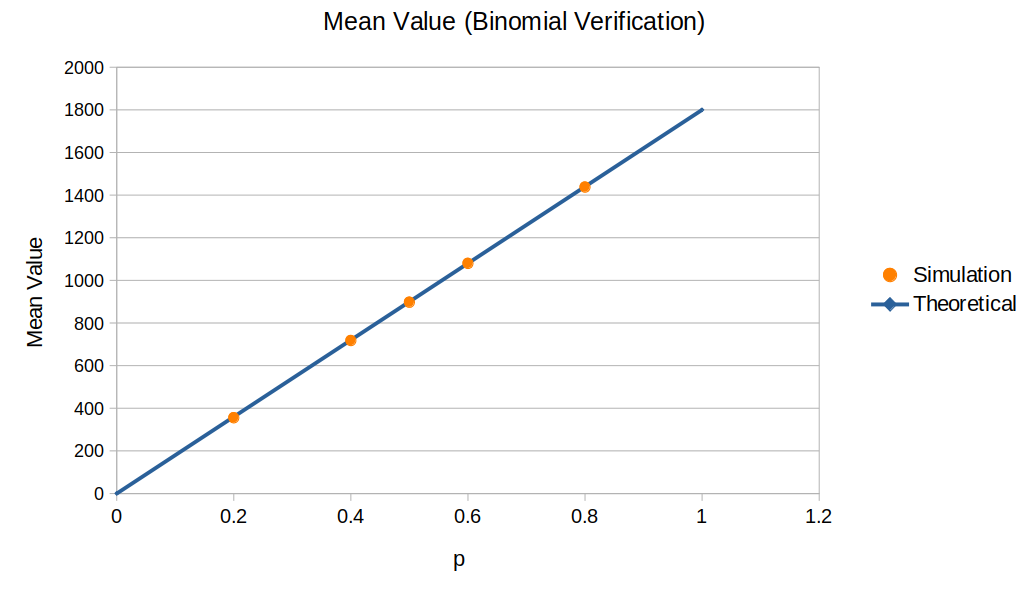 Mean Value (Binomial Verification)
2000
1800
1600
1400
1200
1000
800
600
400
200
0
Mean Value
0 0.2 0.4 0.6 0.8 1 1.2
p
Simulation
Theoretical